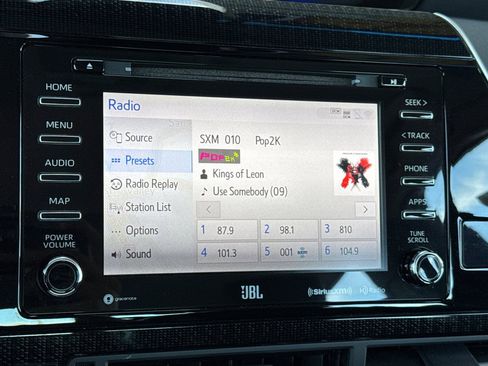 HOME
MENU
AUDIO
MAP
POWER
VOLUME
Radio
Source
Presets
Radio Replay
Station List
Options
Sound
SXM 010 Pop2K
POP2K
Kings of Leon
Use Somebody (09)
< >
1 87.9 2 98.1 3 810
4 101.3 5 001 6 104.9
SEEK >
< TRACK
PHONE
APPS
TUNE
SCROLL
gracenote
JBL
SiriusXM HD Radio